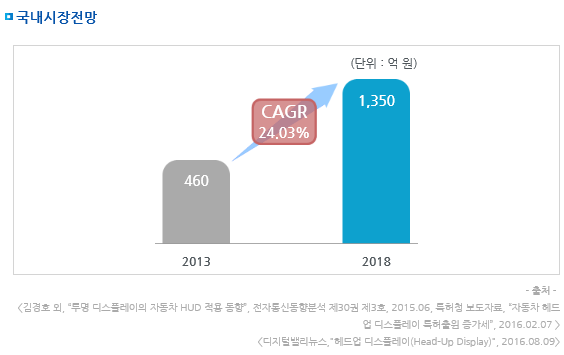 국내시장전망
(단위 : 억 원)
1,350
CAGR
24,03%
460
2013
2018
- 출처 -
<김경호 외, "투명 디스플레이의 자동차 HUD 적용 동향", 전자통신동향분석 제30권 제3호, 2015.06, 특허청 보도자료, "자동차 헤드
업 디스플레이 특허출원 증가세", 2016.02.07 >
<디지털밸리뉴스,"헤드업 디스플레이(Head-Up Display)", 2016.08.09>